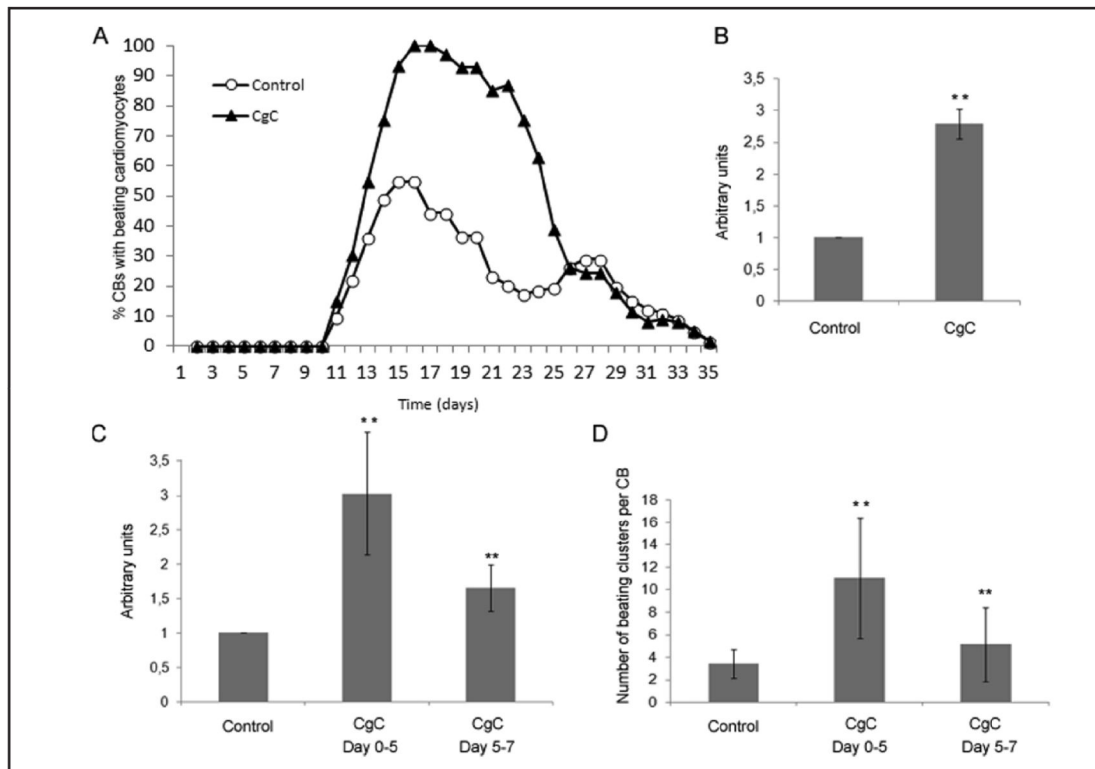 A
% CBs with beating cardiomyocytes
100
90
80
70
60
50
40
30
20
10
0
Control
CgC
1 3 5 7 9 11 13 15 17 19 21 23 25 27 29 31 33 35
Time (days)
B
Arbitrary units
3,5
3
2,5
2
1,5
1
0,5
0
**
Control CgC
C
Arbitrary units
3,5
3
2,5
2
1,5
1
0,5
0
**
**
Control CgC CgC
Day 0-5 Day 5-7
D
Number of beating clusters per CB
18
16
14
12
10
8
6
4
2
0
**
**
Control CgC CgC
Day 0-5 Day 5-7